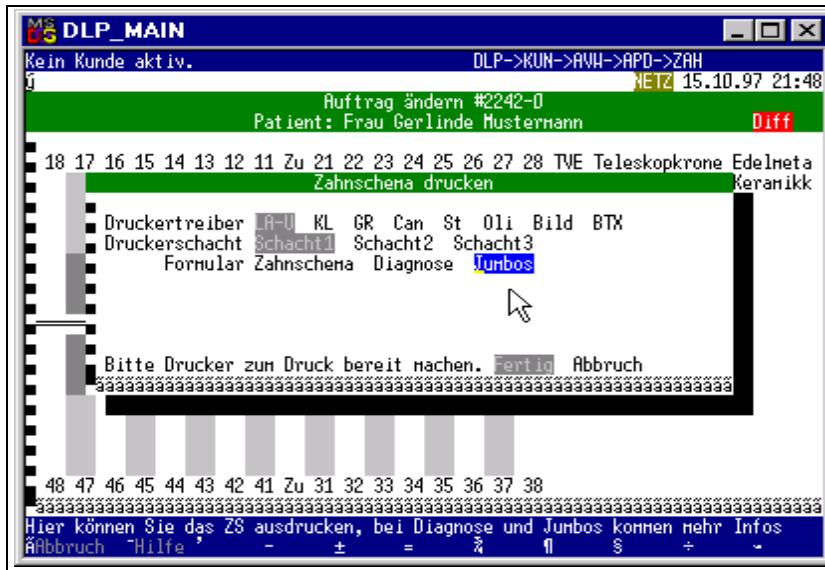 DLP_MAIN
Kein Kunde aktiv. DLP->KUN->AVW->APD->ZAH
NETZ 15.10.97 21:48
Auftrag ändern #2242-0
Patient: Frau Gerlinde Mustermann Diff
18 17 16 15 14 13 12 11 Zu 21 22 23 24 25 26 27 28 TVE Teleskopkrone Edelmeta
Zahnschema drucken Keramikk
Druckertreiber LA-U KL GR Can St Oli Bild BTX
Druckerschacht Schacht1 Schacht2 Schacht3
Formular Zahnschema Diagnose Jumbos
Bitte Drucker zum Druck bereit machen. Fertig Abbruch
48 47 46 45 44 43 42 41 Zu 31 32 33 34 35 36 37 38
Hier können Sie das ZS ausdrucken, bei Diagnose und Jumbos kommen mehr Infos
Abbruch Hilfe